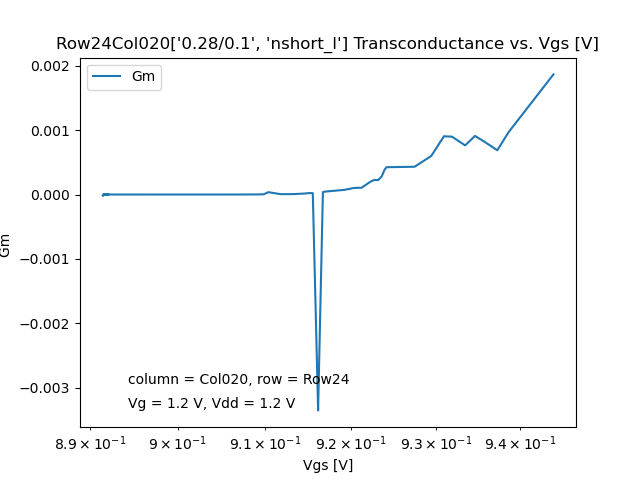 Row24Col020['0.28/0.1', 'nshort_l'] Transconductance vs. Vgs [V]
Gm
0.002
0.001
0.000
−0.001
−0.002
−0.003
Gm
column = Col020, row = Row24
Vg = 1.2 V, Vdd = 1.2 V
8.9 × 10⁻¹ 9 × 10⁻¹ 9.1 × 10⁻¹ 9.2 × 10⁻¹ 9.3 × 10⁻¹ 9.4 × 10⁻¹
Vgs [V]